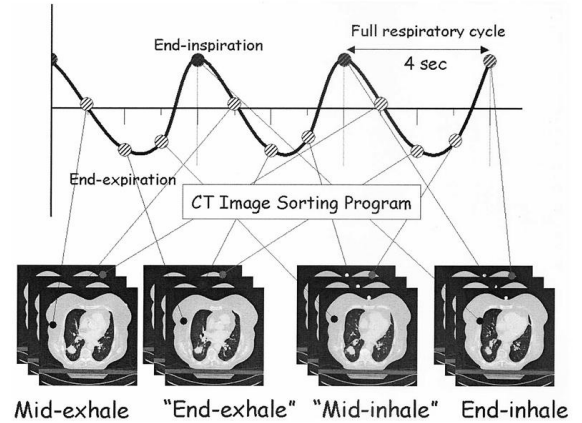 Full respiratory cycle
End-inspiration
4 sec
End-expiration
CT Image Sorting Program
Mid-exhale “End-exhale” “Mid-inhale” End-inhale